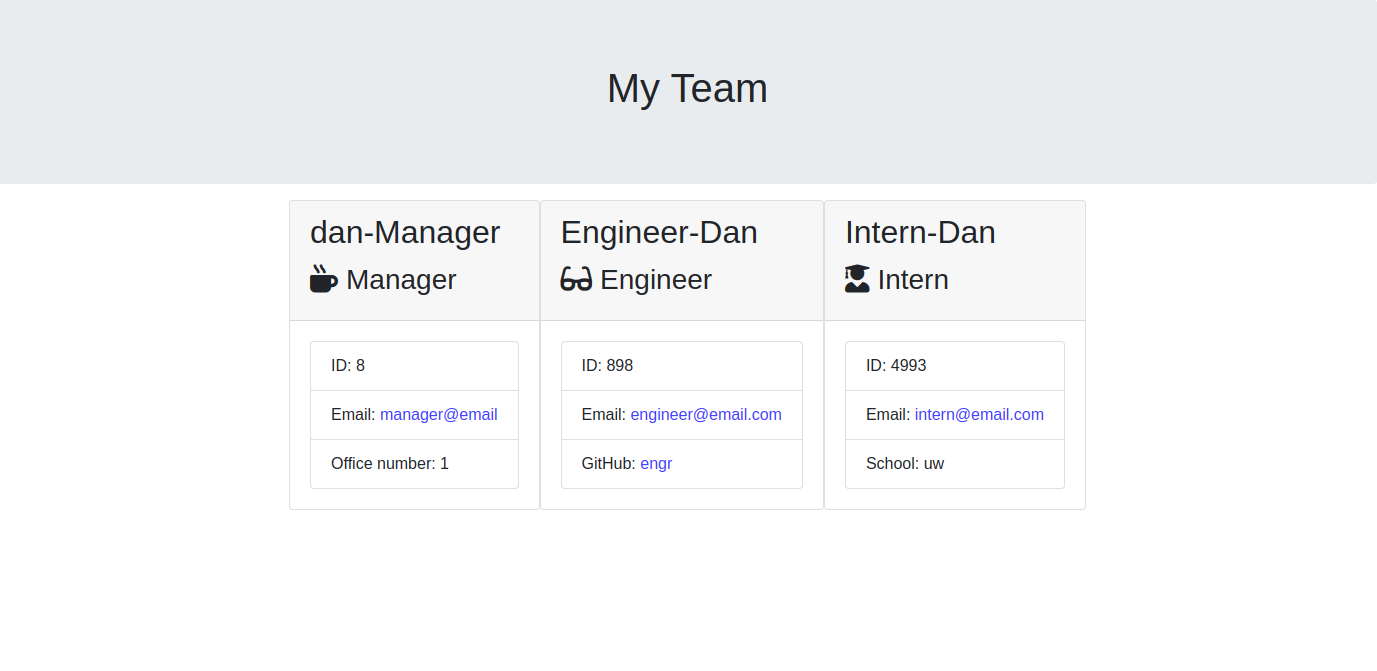 My Team
dan-Manager
Manager
ID: 8
Email: manager@email
Office number: 1
Engineer-Dan
Engineer
ID: 898
Email: engineer@email.com
GitHub: engr
Intern-Dan
Intern
ID: 4993
Email: intern@email.com
School: uw